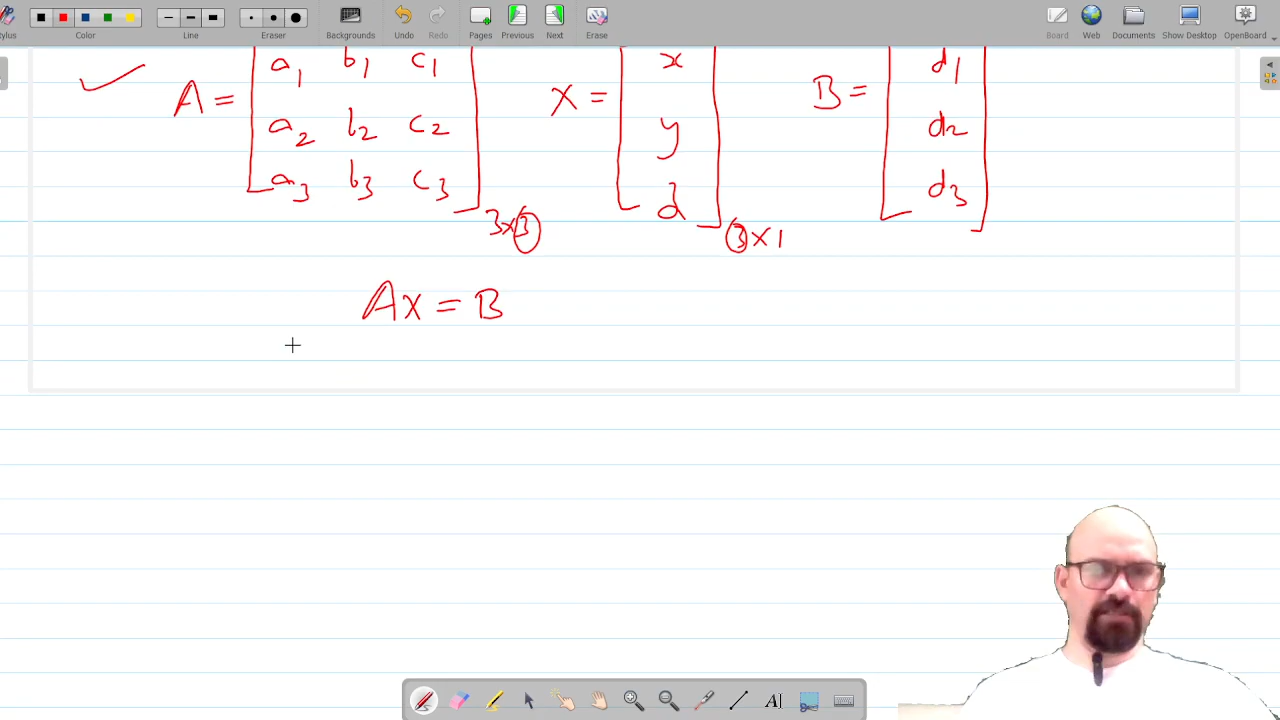 Color Line Eraser Backgrounds Undo Redo Pages Previous Next Erase Board Web Documents Show Desktop OpenBoard
A = [ a1 b1 c1 X = [ x B = [ d1
a2 b2 c2 y d2
a3 b3 c3 ]3×3 z ]3×1 d3 ]
AX = B